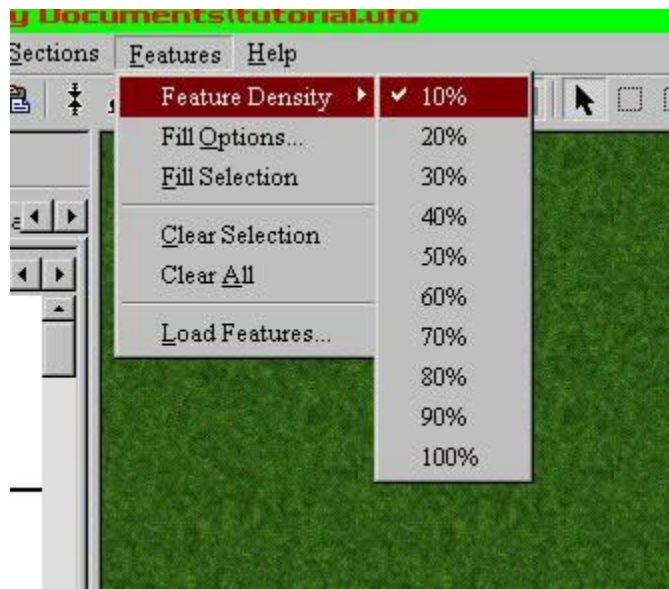 y Documents\tutorial.ufo
Sections Features Help
Feature Density
Fill Options...
Fill Selection
Clear Selection
Clear All
Load Features...
10%
20%
30%
40%
50%
60%
70%
80%
90%
100%